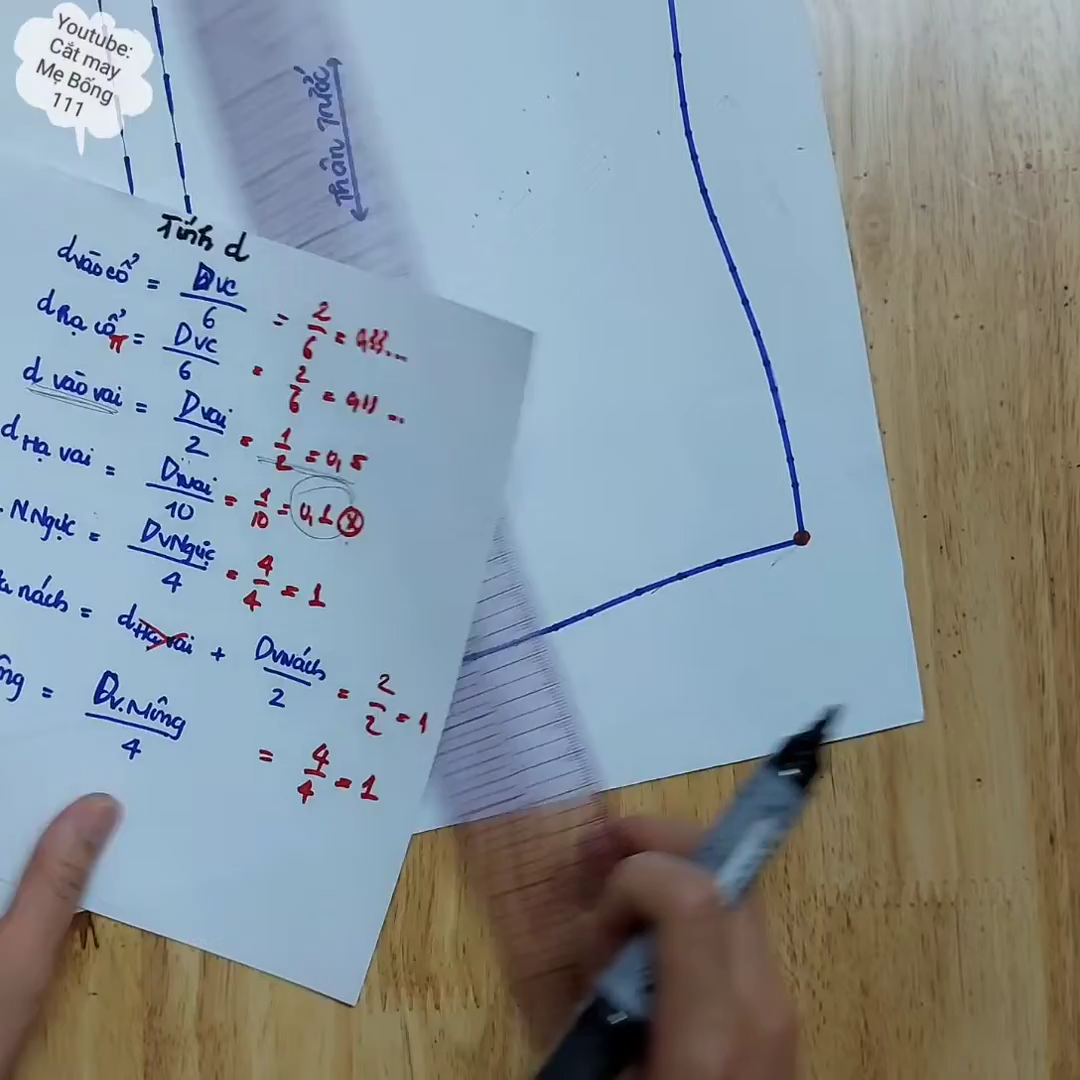 Youtube:
Cắt may
Mẹ Bống
111
Thân Trước
Tính d
d vào cổ = Dvc/6 = 2/6 = 0,33...
d Hạ cổ = Dvc/6 = 2/6 = 0,33...
d vào vai = Dvai/2 = 1/2 = 0,5
d Hạ vai = Dvai/10 = 1/10 = 0,1
N Ngực = DvNgực/4 = 4/4 = 1
nách = d Hạ vai + Dvnách/2 = 2/2 = 1
= Dv.Mông/4 = 4/4 = 1